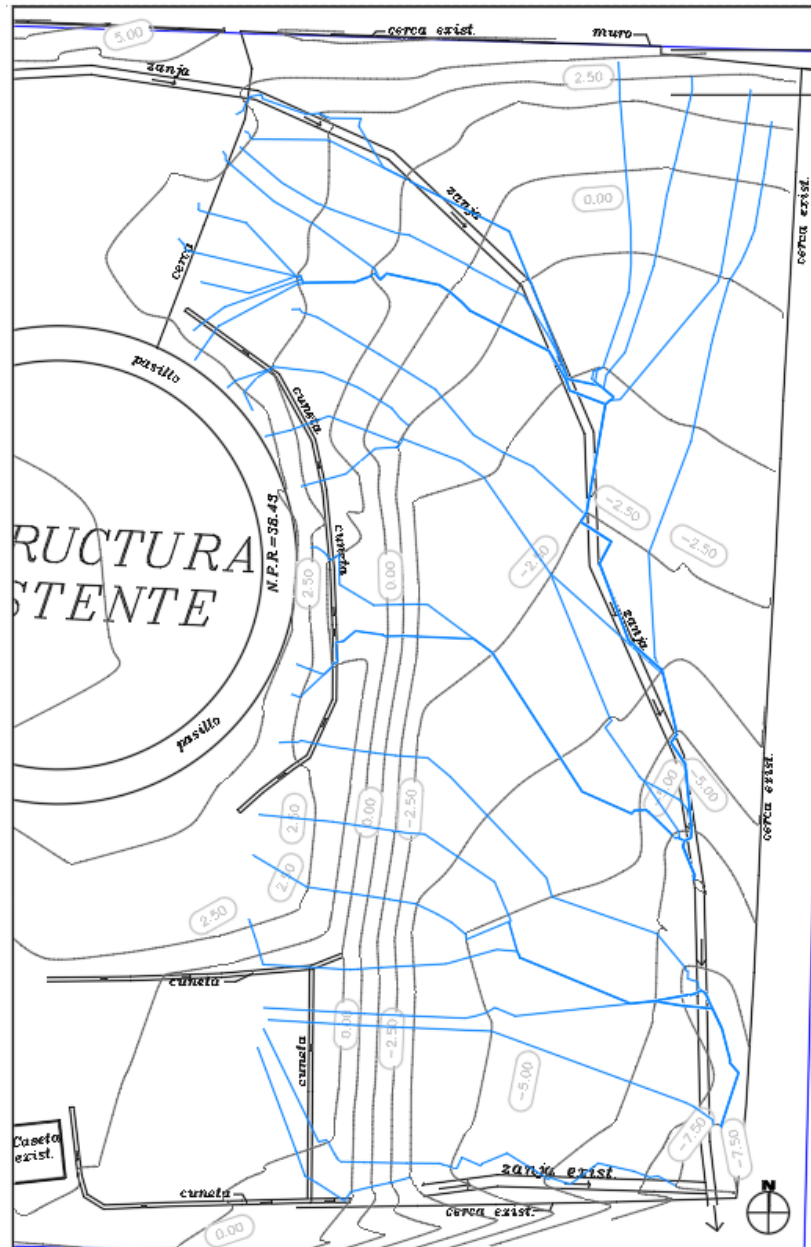 5.00
cerca exist.
muro
zanja
2.50
cerca exist.
zanja
0.00
cerca
pasillo
cuneta
N.P.R.=38.43
RUCTURA
STENTE
2.50
cuneta
0.00
-2.50
-2.50
-2.50
zanja
pasillo
-5.00
-5.00
cerca exist.
2.50
0.00
-2.50
2.50
2.50
cuneta
0.00
-2.50
cuneta
-5.00
-7.50
-7.50
Caseta
exist.
zanja exist.
cuneta
cerca exist.
0.00
N